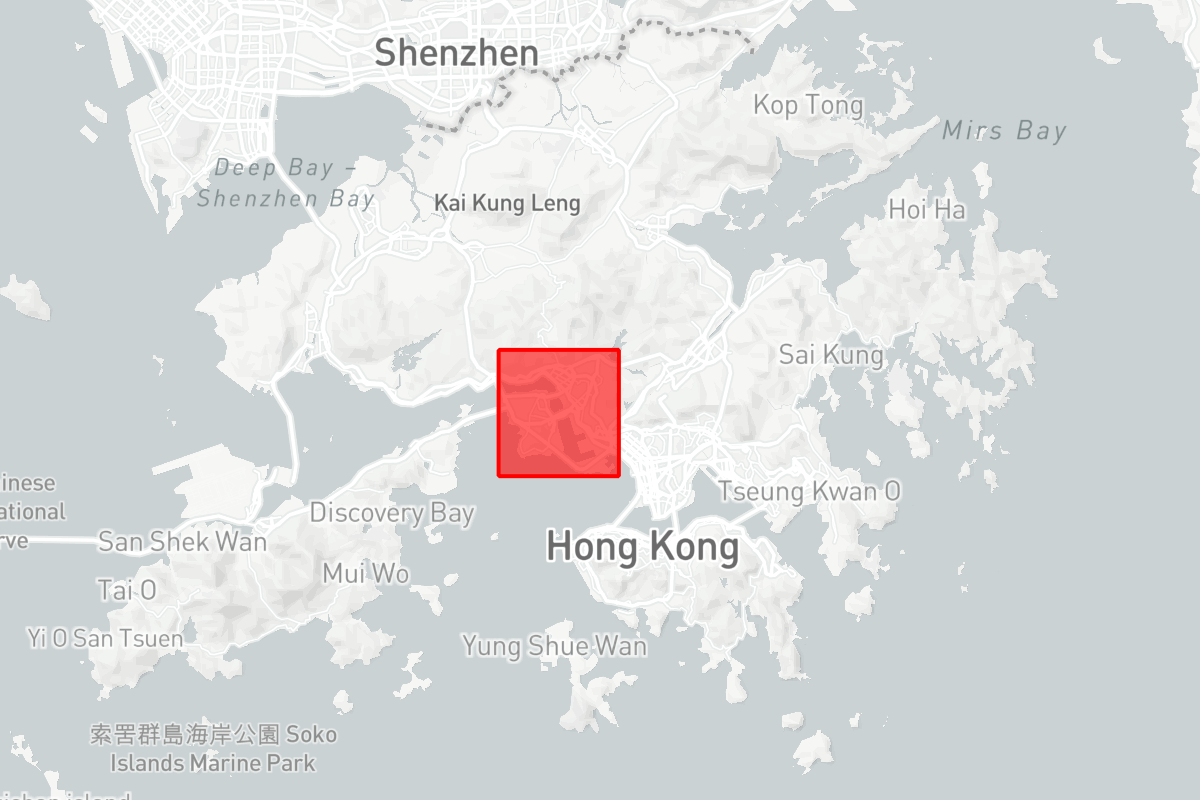 Shenzhen
Kop Tong
Mirs Bay
Deep Bay –
Shenzhen Bay
Kai Kung Leng
Hoi Ha
Sai Kung
inese
ational
rve
Tseung Kwan O
Discovery Bay
San Shek Wan
Hong Kong
Mui Wo
Tai O
Yi O San Tsuen
Yung Shue Wan
索罟群島海岸公園 Soko
Islands Marine Park